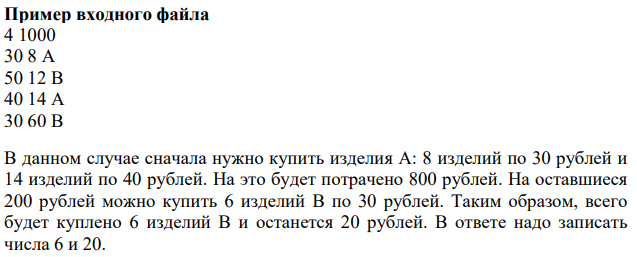 Пример входного файла
4 1000
30 8 A
50 12 B
40 14 A
30 60 B
В данном случае сначала нужно купить изделия A: 8 изделий по 30 рублей и
14 изделий по 40 рублей. На это будет потрачено 800 рублей. На оставшиеся
200 рублей можно купить 6 изделий B по 30 рублей. Таким образом, всего
будет куплено 6 изделий B и останется 20 рублей. В ответе надо записать
числа 6 и 20.